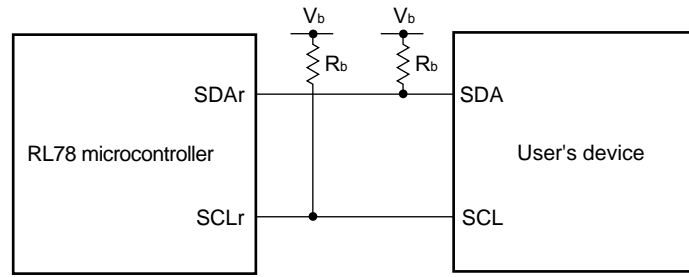 Vb Vb
Rb Rb
SDAr SDA
RL78 microcontroller User's device
SCLr SCL